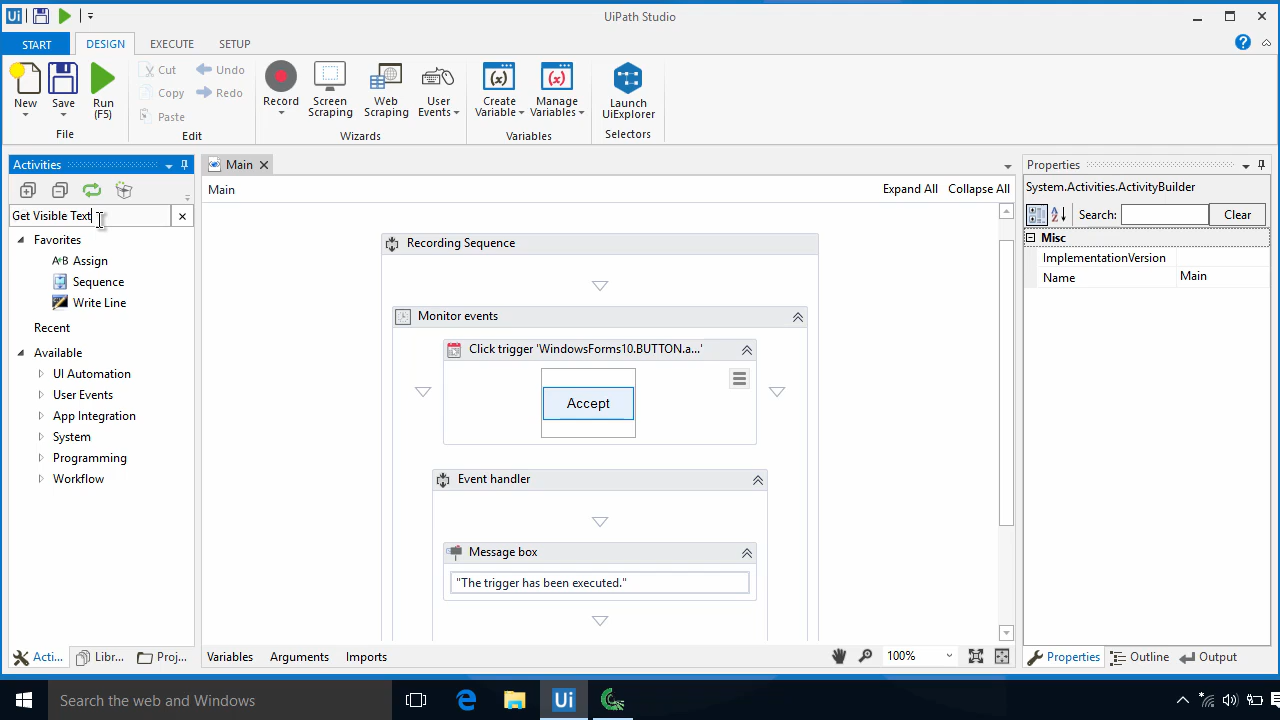 Ui
UiPath Studio
START DESIGN EXECUTE SETUP
New Save Run (F5)
Cut Copy Paste Undo Redo
Record Screen Scraping Web Scraping User Events
Create Variable Manage Variables
Launch UiExplorer
File Edit Wizards Variables Selectors
Activities
Get Visible Text
Favorites
A+B Assign
Sequence
Write Line
Recent
Available
UI Automation
User Events
App Integration
System
Programming
Workflow
Acti... Libr... Proj...
Main
Main Expand All Collapse All
Recording Sequence
Monitor events
Click trigger 'WindowsForms10.BUTTON.a...'
Accept
Event handler
Message box
"The trigger has been executed."
Variables Arguments Imports 100%
Properties
System.Activities.ActivityBuilder
Search: Clear
Misc
ImplementationVersion
Name Main
Properties Outline Output
Search the web and Windows
Ui